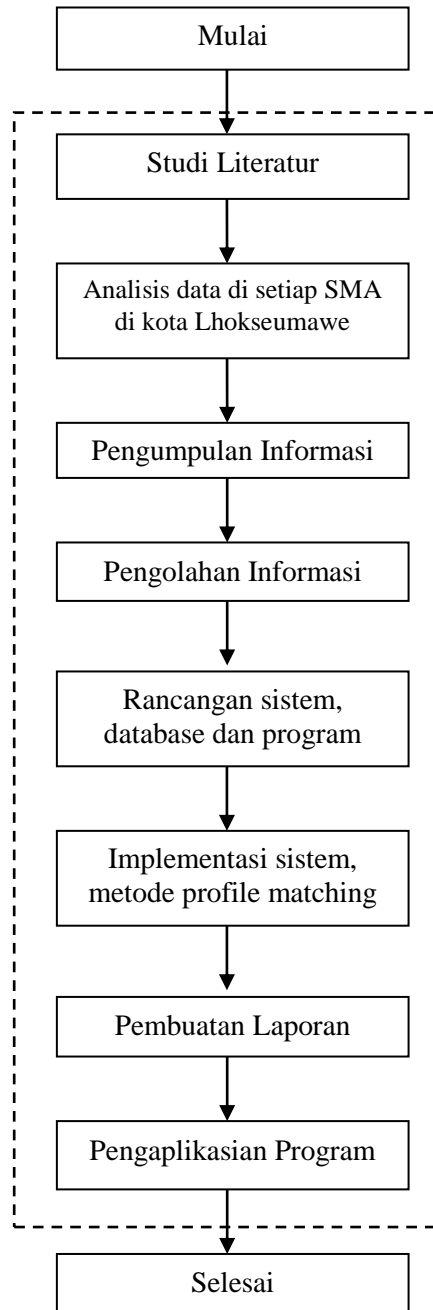 Mulai
Studi Literatur
Analisis data di setiap SMA
di kota Lhokseumawe
Pengumpulan Informasi
Pengolahan Informasi
Rancangan sistem,
database dan program
Implementasi sistem,
metode profile matching
Pembuatan Laporan
Pengaplikasian Program
Selesai